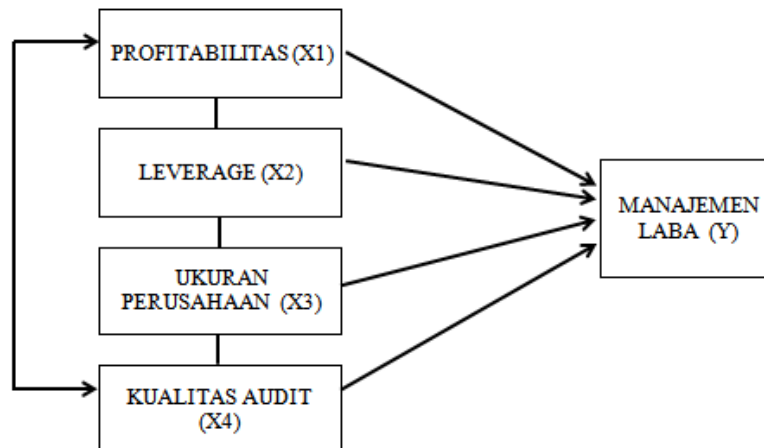 PROFITABILITAS (X1)
LEVERAGE (X2)
UKURAN
PERUSAHAAN (X3)
KUALITAS AUDIT
(X4)
MANAJEMEN
LABA (Y)